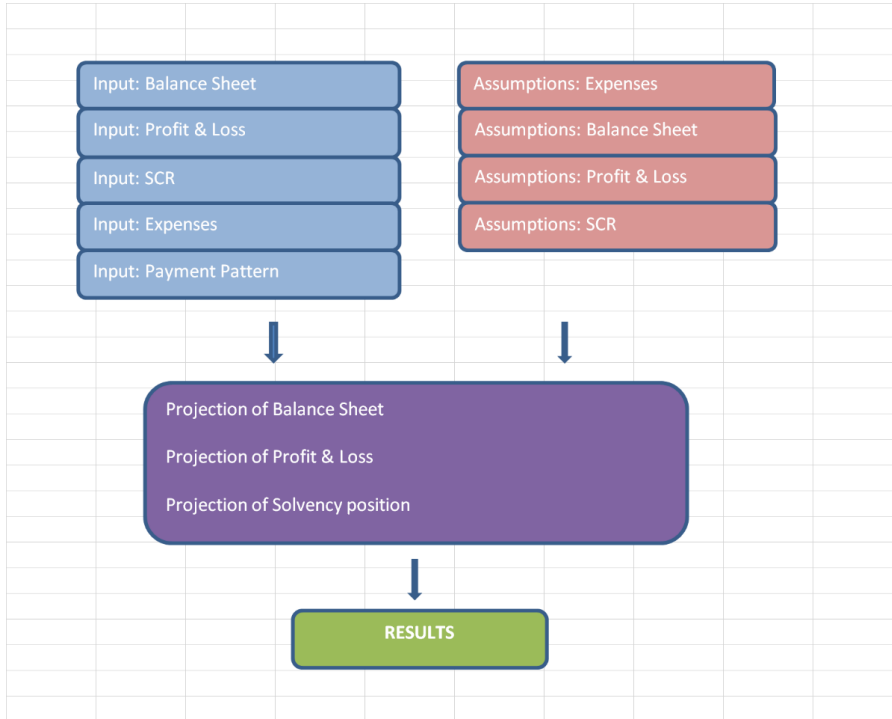 Input: Balance Sheet
Input: Profit & Loss
Input: SCR
Input: Expenses
Input: Payment Pattern
Assumptions: Expenses
Assumptions: Balance Sheet
Assumptions: Profit & Loss
Assumptions: SCR
Projection of Balance Sheet
Projection of Profit & Loss
Projection of Solvency position
RESULTS